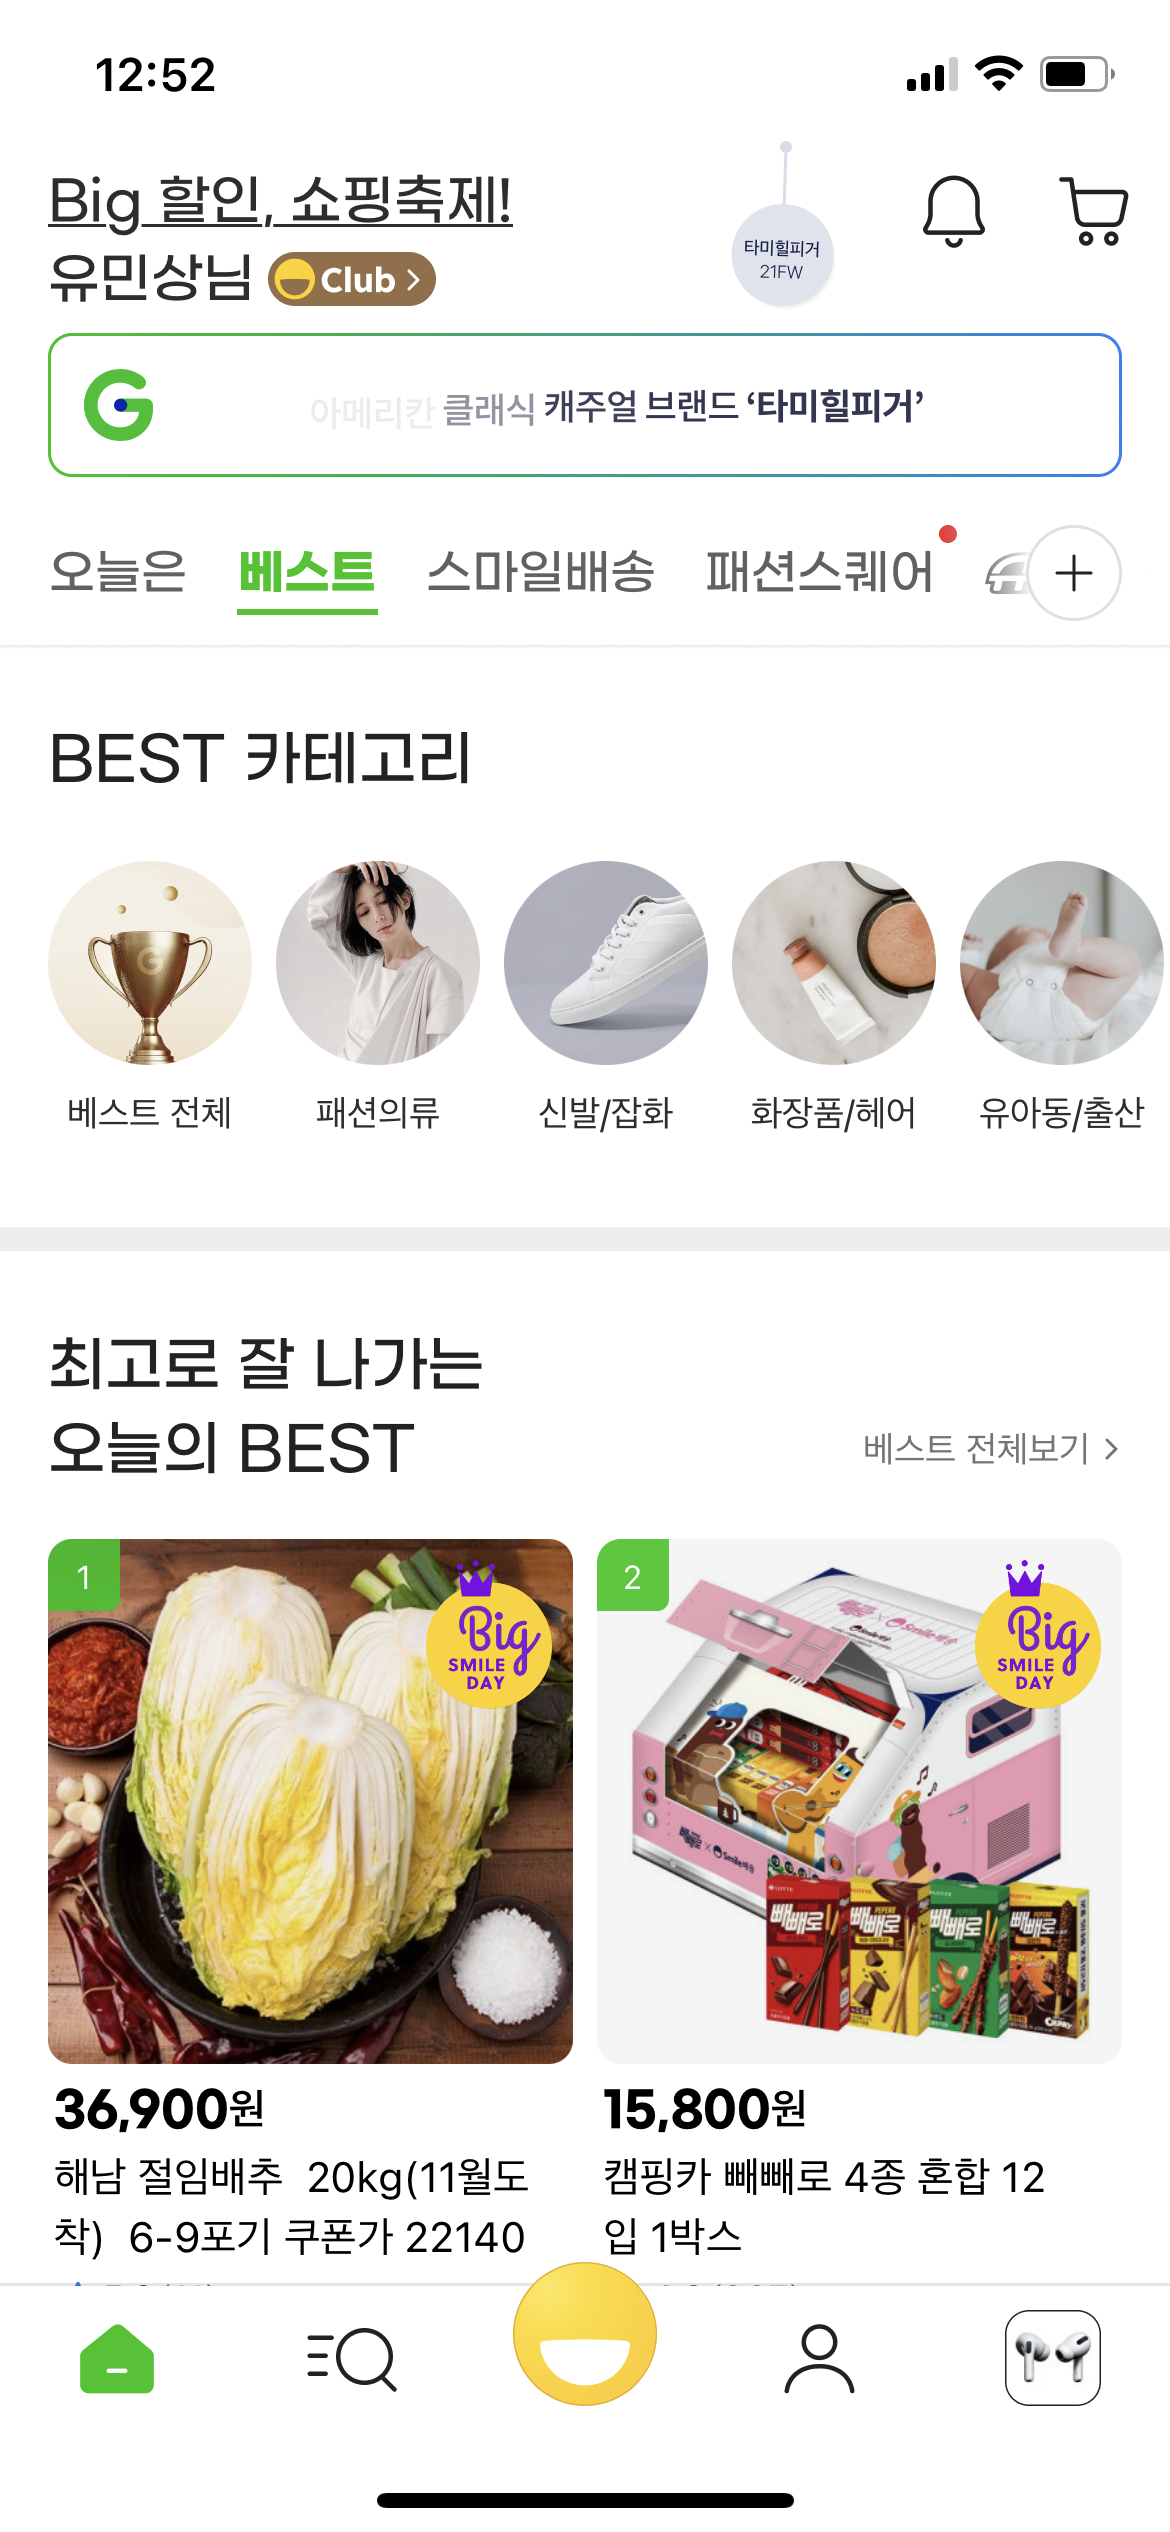 12:52
Big 할인, 쇼핑축제!
유민상님 Club >
타미힐피거
21FW
G 아메리칸 클래식 캐주얼 브랜드 ‘타미힐피거’
오늘은 베스트 스마일배송 패션스퀘어
BEST 카테고리
베스트 전체 패션의류 신발/잡화 화장품/헤어 유아동/출산
최고로 잘 나가는
오늘의 BEST
베스트 전체보기 >
1
Big
SMILE
DAY
2
Big
SMILE
DAY
Smile배송
빼빼로 빼빼로 빼빼로 빼빼로
36,900원
해남 절임배추 20kg(11월도
착) 6-9포기 쿠폰가 22140
15,800원
캠핑카 빼빼로 4종 혼합 12
입 1박스